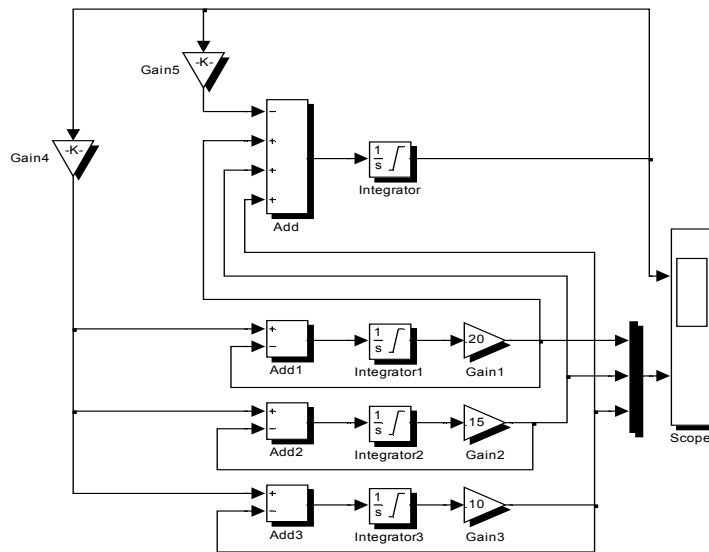 -K-
Gain5
-K-
Gain4
−
+
+
+
Add
1
s
Integrator
+
−
Add1
1
s
Integrator1
.20
Gain1
+
−
Add2
1
s
Integrator2
.15
Gain2
+
−
Add3
1
s
Integrator3
.10
Gain3
Scope